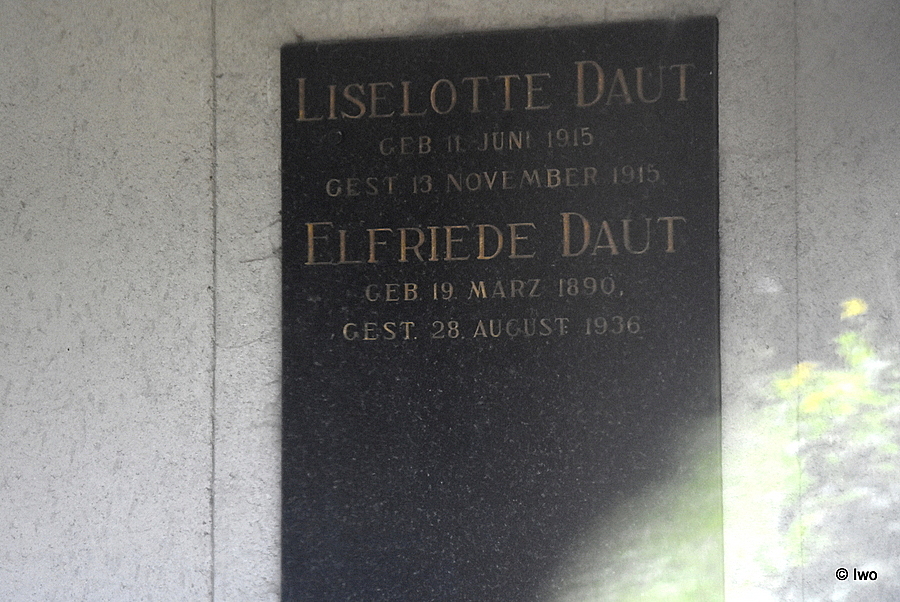 LISELOTTE DAUT
GEB. 11. JUNI 1915
GEST. 13. NOVEMBER 1915
ELFRIEDE DAUT
GEB. 19. MÄRZ 1890,
GEST. 28. AUGUST 1936
© Iwo